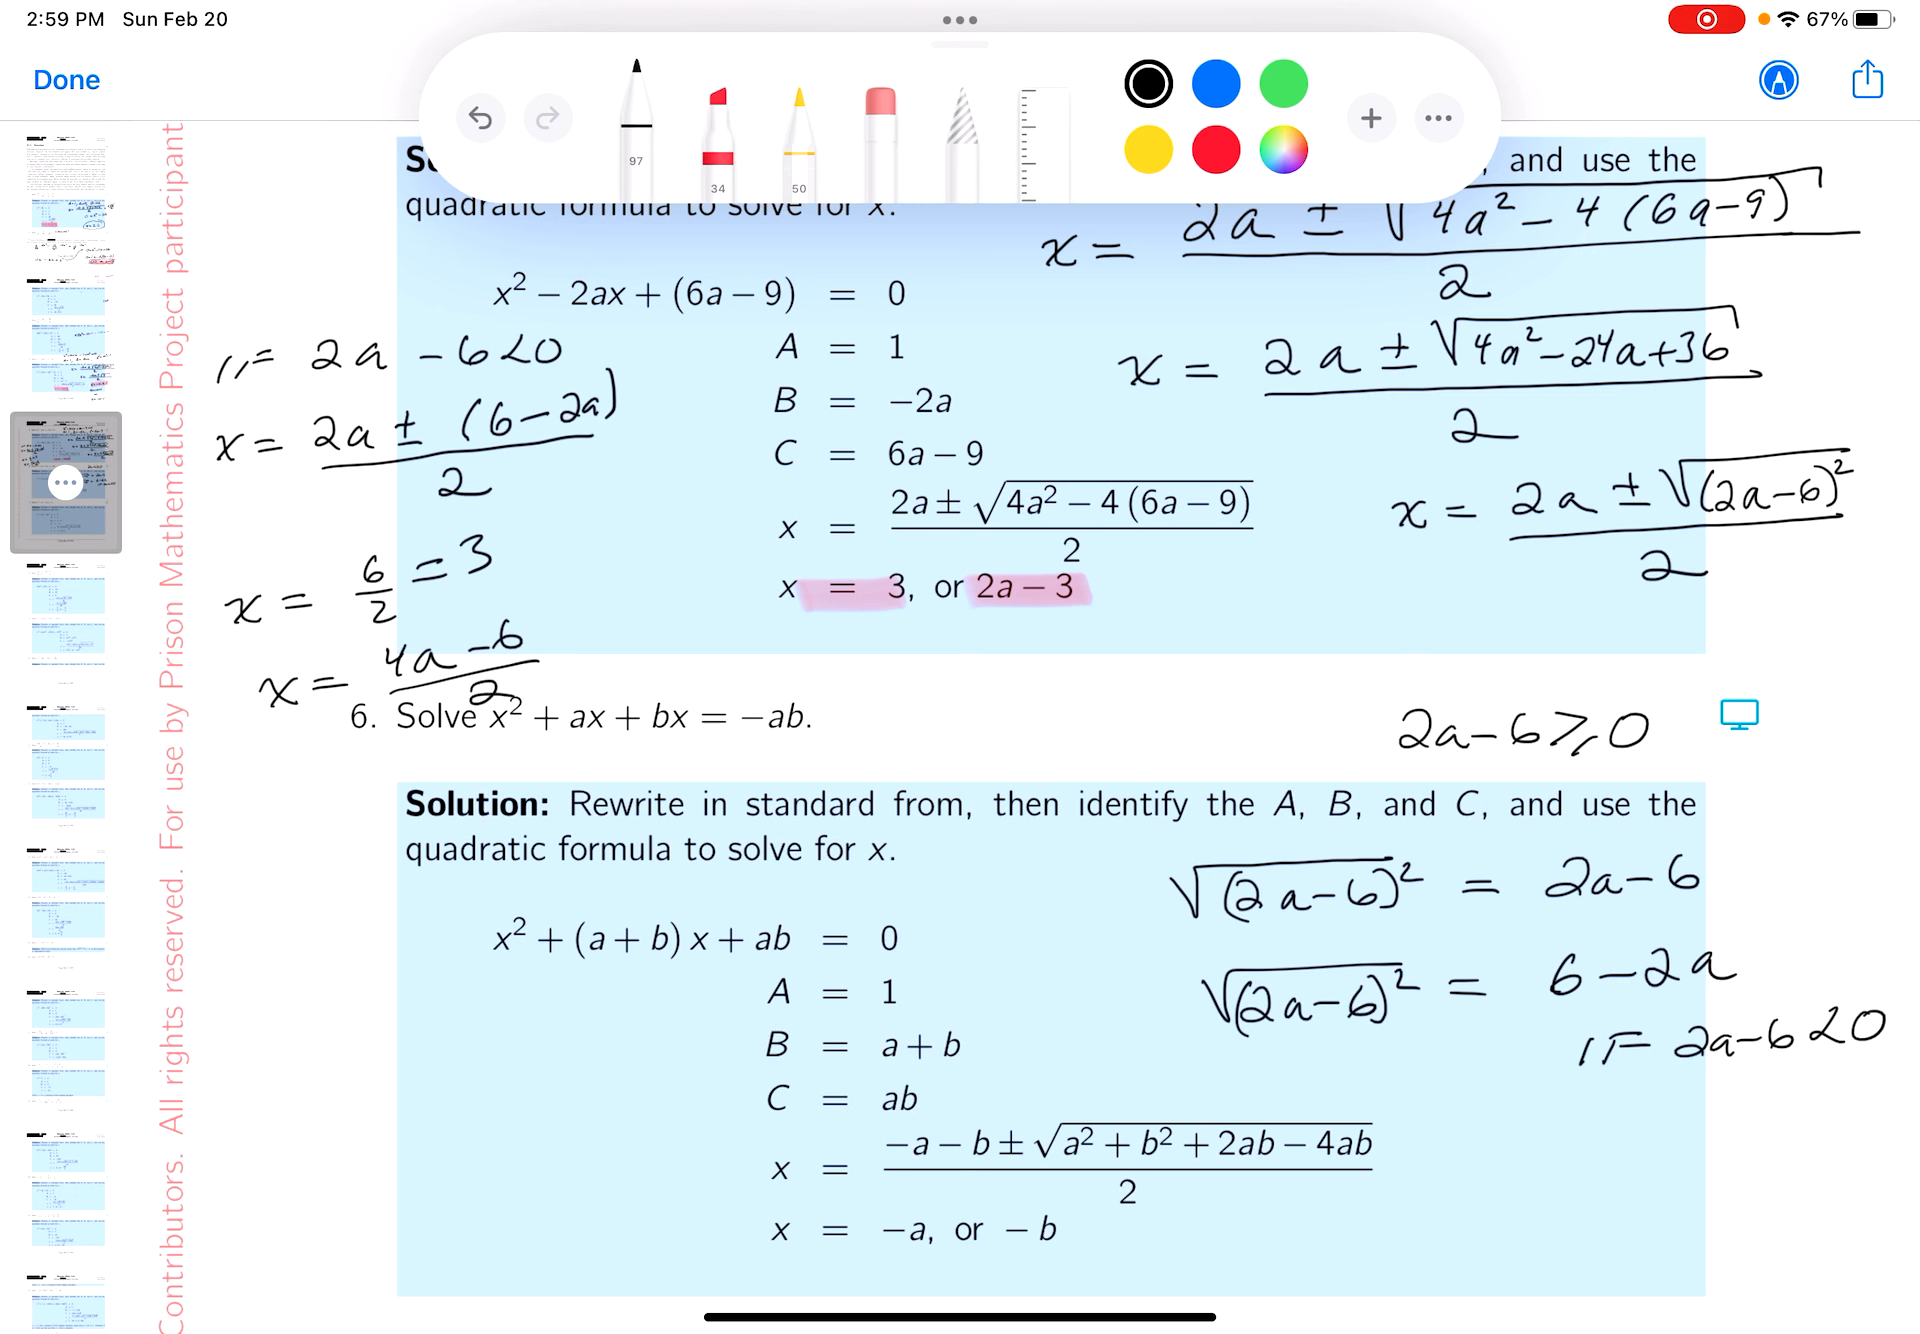 2:59 PM Sun Feb 20
67%
Done
97
34
50
, and use the
quadratic formula to solve for x.
x² − 2ax + (6a − 9) = 0
A = 1
B = −2a
C = 6a − 9
x = 2a ± √4a² − 4 (6a − 9) / 2
x = 3, or 2a − 3
x = 2a ± √4a² − 4 (6a−9) / 2
x = 2a ± √4a²−24a+36 / 2
x = 2a ± √(2a−6)² / 2
IF 2a − 6 < 0
x = 2a ± (6−2a) / 2
x = 6/2 = 3
x = 4a − 6 / 2
6. Solve x² + ax + bx = −ab.
2a−6 ⩾ 0
Solution: Rewrite in standard from, then identify the A, B, and C, and use the
quadratic formula to solve for x.
x² + (a + b) x + ab = 0
A = 1
B = a + b
C = ab
x = −a − b ± √a² + b² + 2ab − 4ab / 2
x = −a, or − b
√(2a−6)² = 2a−6
√(2a−6)² = 6−2a
IF 2a−6 < 0
Contributors. All rights reserved. For use by Prison Mathematics Project participant